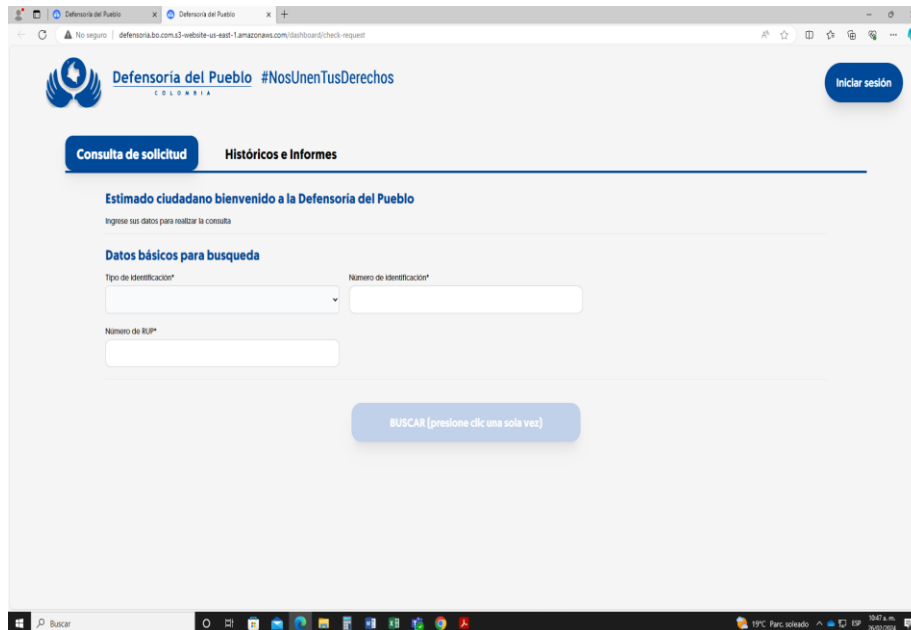 Defensoría del Pueblo
Defensoría del Pueblo
No seguro
defensoria.bo.com.s3-website-us-east-1.amazonaws.com/dashboard/check-request
Defensoría del Pueblo #NosUnenTusDerechos
COLOMBIA
Iniciar sesión
Consulta de solicitud Históricos e Informes
Estimado ciudadano bienvenido a la Defensoría del Pueblo
Ingrese sus datos para realizar la consulta
Datos básicos para busqueda
Tipo de identificación* Número de identificación*
Número de RUP*
BUSCAR (presione clic una sola vez)
Buscar
19°C Parc. soleado
ESP
10:47 a. m.
26/02/2024